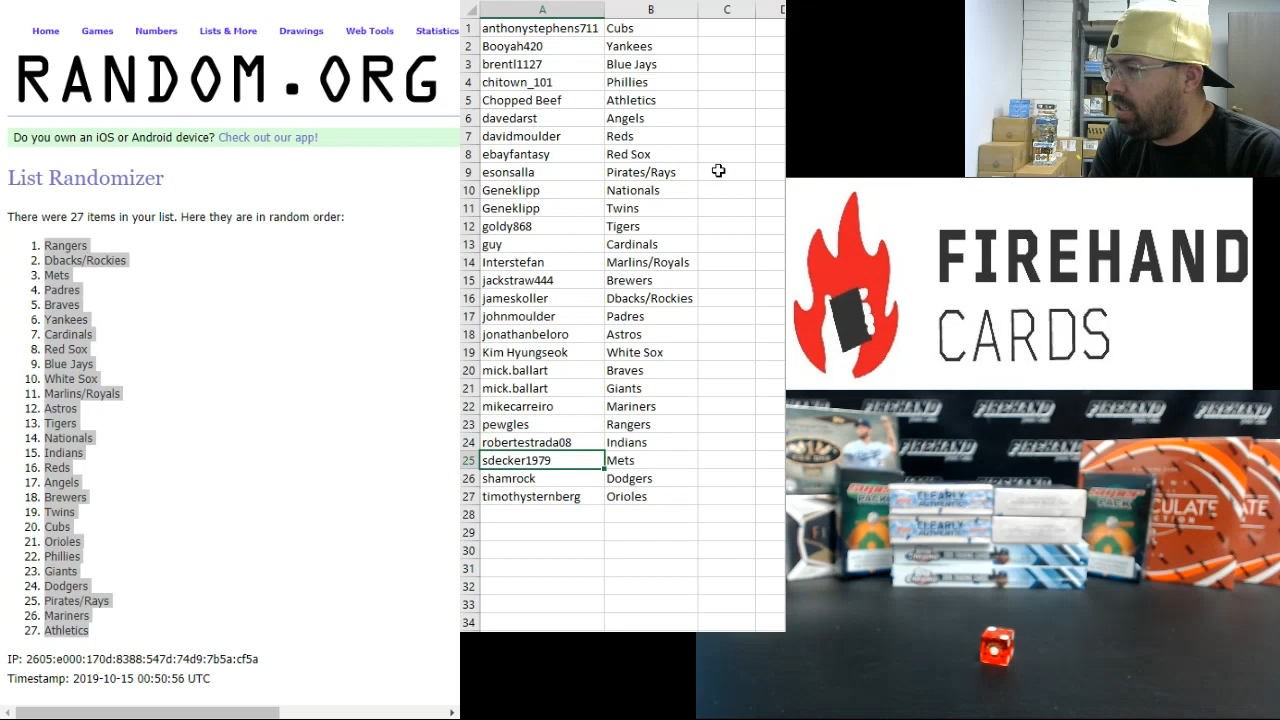 Home Games Numbers Lists & More Drawings Web Tools Statistics
RANDOM.ORG
Do you own an iOS or Android device? Check out our app!
List Randomizer
There were 27 items in your list. Here they are in random order:
1. Rangers
2. Dbacks/Rockies
3. Mets
4. Padres
5. Braves
6. Yankees
7. Cardinals
8. Red Sox
9. Blue Jays
10. White Sox
11. Marlins/Royals
12. Astros
13. Tigers
14. Nationals
15. Indians
16. Reds
17. Angels
18. Brewers
19. Twins
20. Cubs
21. Orioles
22. Phillies
23. Giants
24. Dodgers
25. Pirates/Rays
26. Mariners
27. Athletics
IP: 2605:e000:170d:8388:547d:74d9:7b5a:cf5a
Timestamp: 2019-10-15 00:50:56 UTC
A B C D
1 anthonystephens711 Cubs
2 Booyah420 Yankees
3 brentl1127 Blue Jays
4 chitown_101 Phillies
5 Chopped Beef Athletics
6 davedarst Angels
7 davidmoulder Reds
8 ebayfantasy Red Sox
9 esonsalla Pirates/Rays
10 Geneklipp Nationals
11 Geneklipp Twins
12 goldy868 Tigers
13 guy Cardinals
14 Interstefan Marlins/Royals
15 jackstraw444 Brewers
16 jameskoller Dbacks/Rockies
17 johnmoulder Padres
18 jonathanbeloro Astros
19 Kim Hyungseok White Sox
20 mick.ballart Braves
21 mick.ballart Giants
22 mikecarreiro Mariners
23 pewgles Rangers
24 robertestrada08 Indians
25 sdecker1979 Mets
26 shamrock Dodgers
27 timothysternberg Orioles
28
29
30
31
32
33
34
FIREHAND
CARDS
FIREHAND FIREHAND FIREHAND FIREHAND
FIREHAND FIREHAND
CLEARLY
AUTHENTIC
CLEARLY
AUTHENTIC